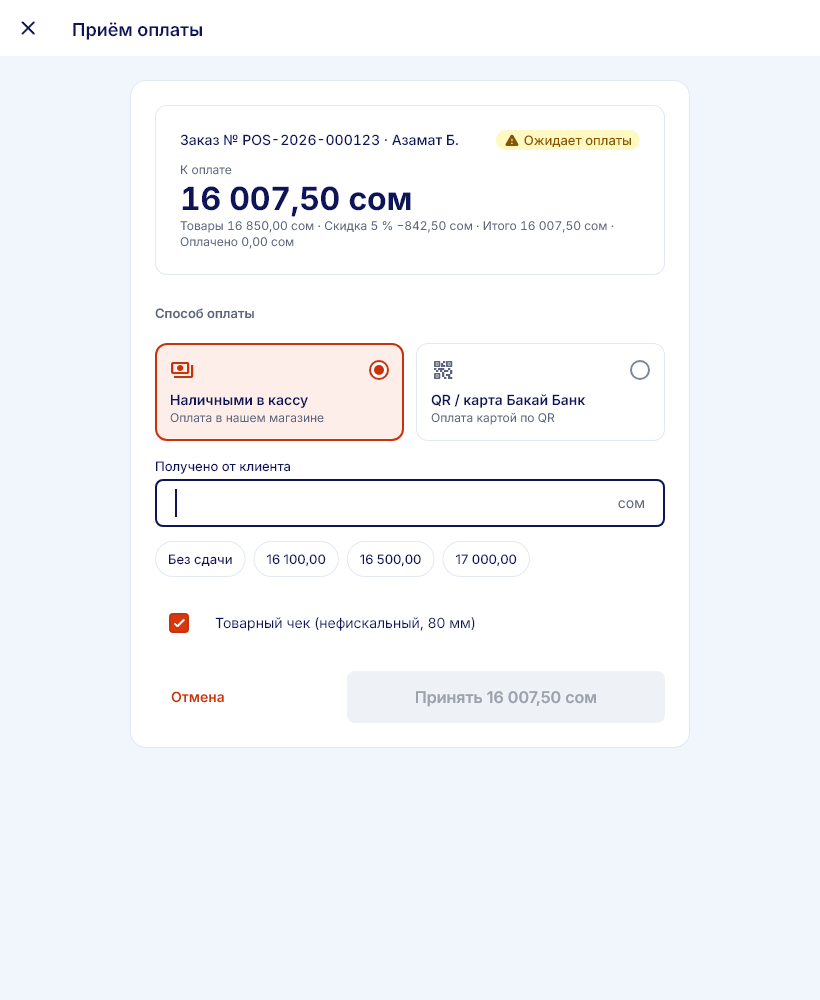 Приём оплаты
Заказ № POS-2026-000123 · Азамат Б.
Ожидает оплаты
К оплате
16 007,50 сом
Товары 16 850,00 сом · Скидка 5 % −842,50 сом · Итого 16 007,50 сом ·
Оплачено 0,00 сом
Способ оплаты
Наличными в кассу
Оплата в нашем магазине
QR / карта Бакай Банк
Оплата картой по QR
Получено от клиента
сом
Без сдачи
16 100,00
16 500,00
17 000,00
Товарный чек (нефискальный, 80 мм)
Отмена
Принять 16 007,50 сом